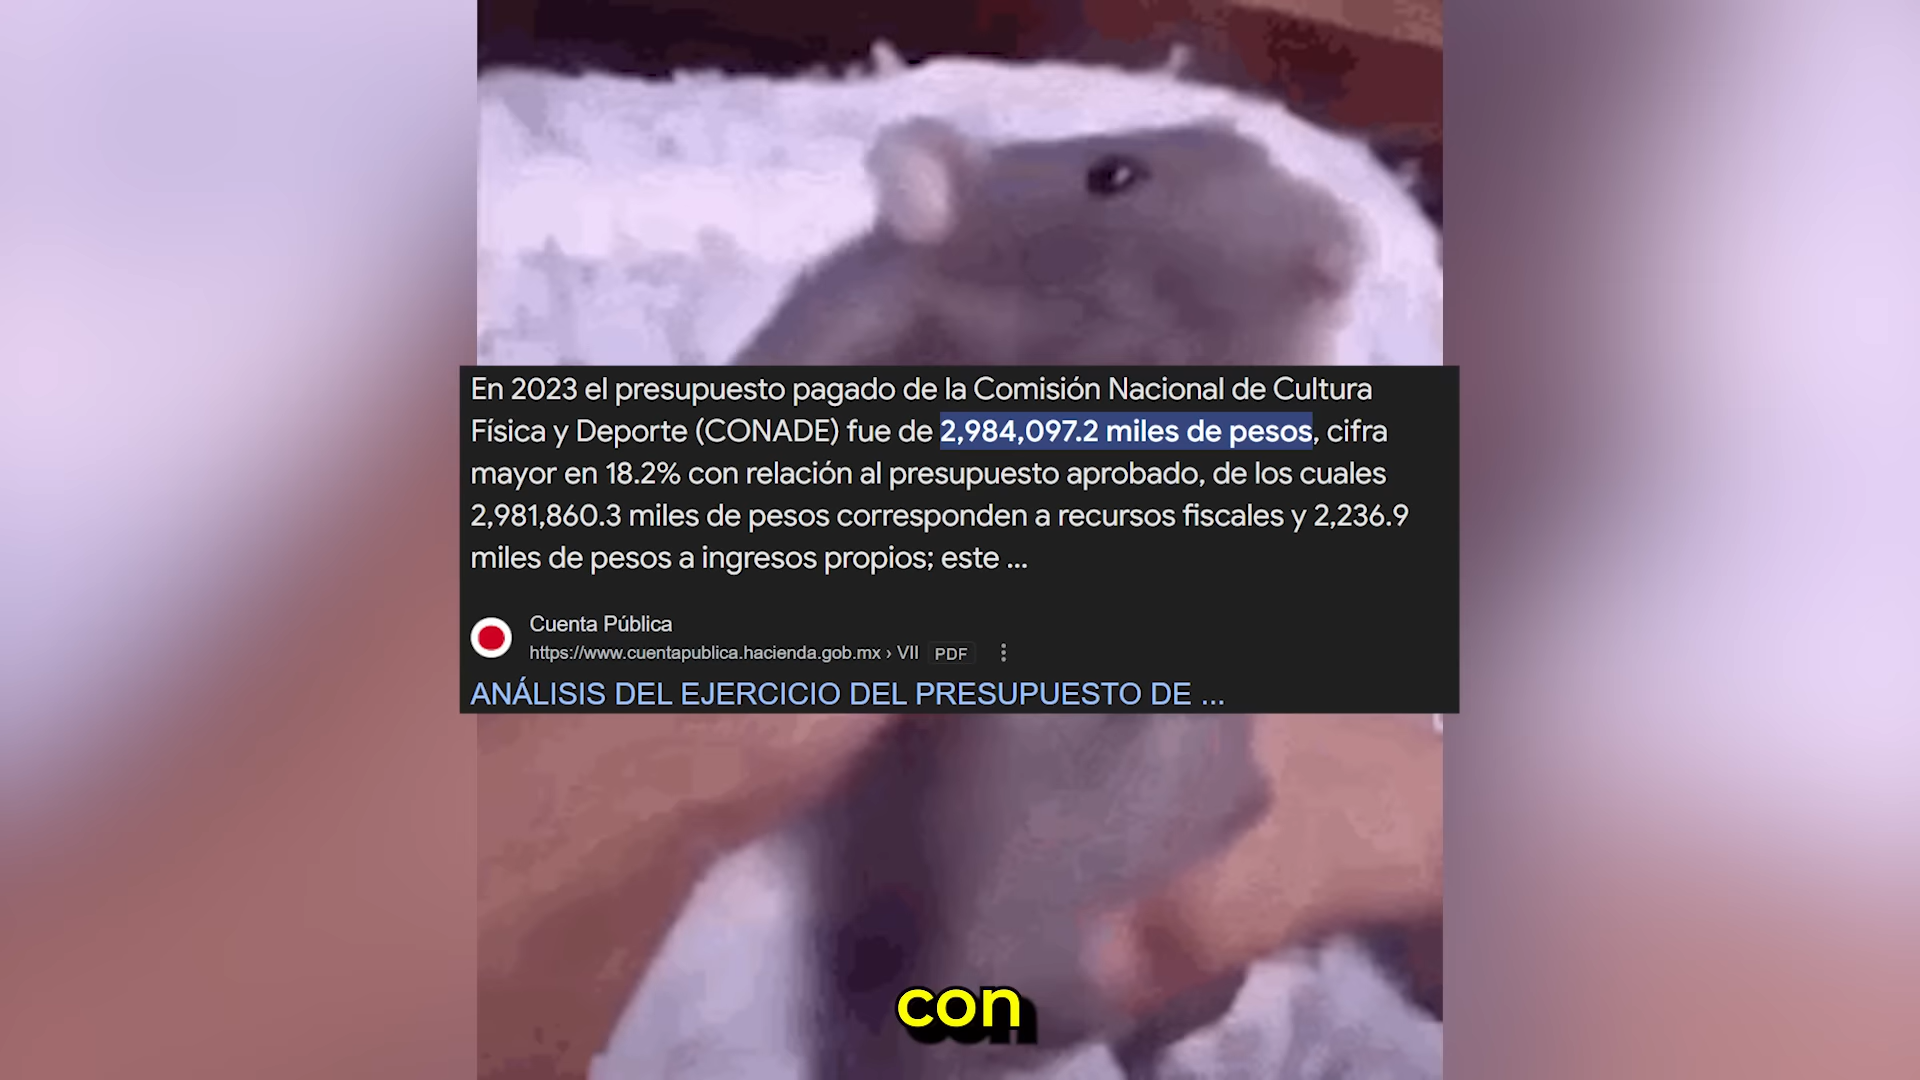 En 2023 el presupuesto pagado de la Comisión Nacional de Cultura
Física y Deporte (CONADE) fue de 2,984,097.2 miles de pesos, cifra
mayor en 18.2% con relación al presupuesto aprobado, de los cuales
2,981,860.3 miles de pesos corresponden a recursos fiscales y 2,236.9
miles de pesos a ingresos propios; este ...
Cuenta Pública
https://www.cuentapublica.hacienda.gob.mx › VII PDF
ANÁLISIS DEL EJERCICIO DEL PRESUPUESTO DE ...
con